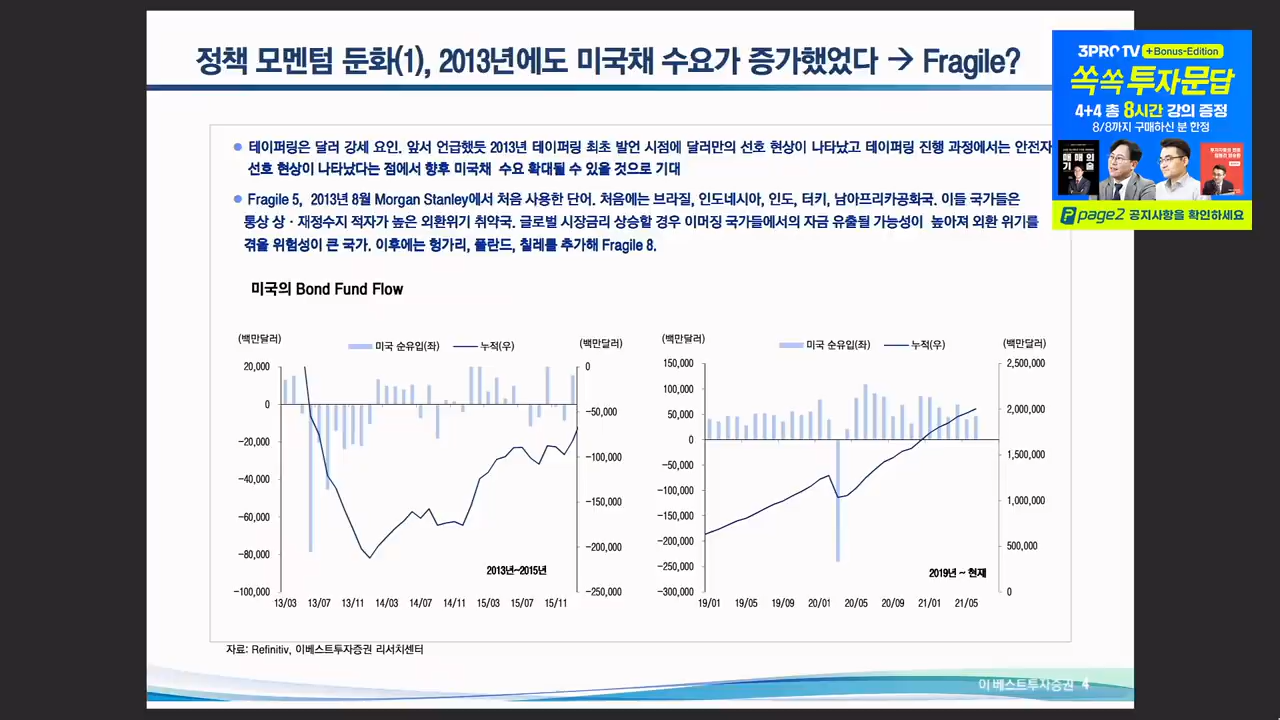 정책 모멘텀 둔화(1), 2013년에도 미국채 수요가 증가했었다 → Fragile?
3PROTV +Bonus-Edition
쏙쏙 투자문답
4+4 총 8시간 강의 증정
8/8까지 구매하신 분 한정
매매의 기술
page2 공지사항을 확인하세요
● 테이퍼링은 달러 강세 요인. 앞서 언급했듯 2013년 테이퍼링 최초 발언 시점에 달러만의 선호 현상이 나타났고 테이퍼링 진행 과정에서는 안전자
선호 현상이 나타났다는 점에서 향후 미국채 수요 확대될 수 있을 것으로 기대
● Fragile 5, 2013년 8월 Morgan Stanley에서 처음 사용한 단어. 처음에는 브라질, 인도네시아, 인도, 터키, 남아프리카공화국. 이들 국가들은
통상 상·재정수지 적자가 높은 외환위기 취약국. 글로벌 시장금리 상승할 경우 이머징 국가들에서의 자금 유출될 가능성이 높아져 외환 위기를
겪을 위험성이 큰 국가. 이후에는 헝가리, 폴란드, 칠레를 추가해 Fragile 8.
미국의 Bond Fund Flow
(백만달러) 미국 순유입(좌) 누적(우) (백만달러)
20,000 0
0 -50,000
-20,000 -100,000
-40,000 -150,000
-60,000 -200,000
-80,000 -250,000
-100,000
2013년~2015년
13/03 13/07 13/11 14/03 14/07 14/11 15/03 15/07 15/11
(백만달러) 미국 순유입(좌) 누적(우) (백만달러)
150,000 2,500,000
100,000 2,000,000
50,000 1,500,000
0 1,000,000
-50,000 500,000
-100,000 0
-150,000
-200,000
-250,000
-300,000
2019년 ~ 현재
19/01 19/05 19/09 20/01 20/05 20/09 21/01 21/05
자료: Refinitiv, 이베스트투자증권 리서치센터
이베스트투자증권 4